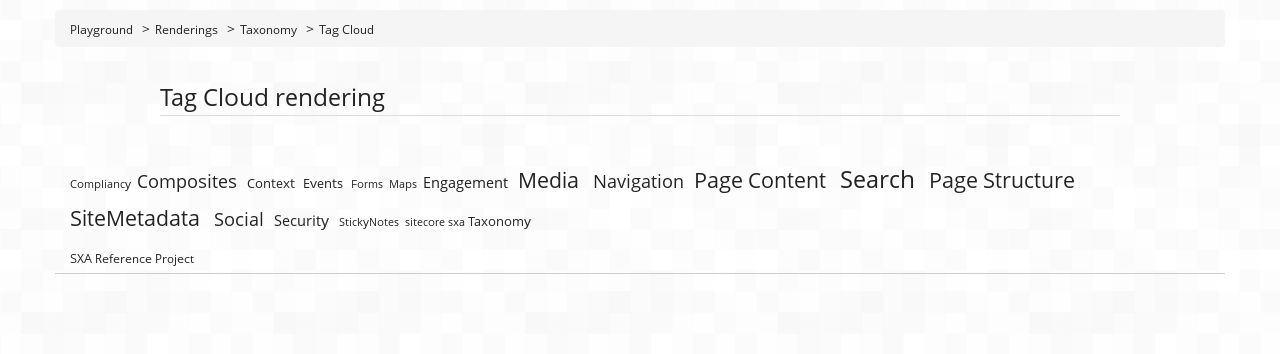 Playground > Renderings > Taxonomy > Tag Cloud
Tag Cloud rendering
Compliancy Composites Context Events Forms Maps Engagement Media Navigation Page Content Search Page Structure
SiteMetadata Social Security StickyNotes sitecore sxa Taxonomy
SXA Reference Project